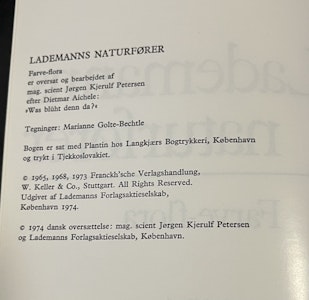 LADEMANNS NATURFØRER
Farve-flora
er oversat og bearbejdet af
mag. scient Jørgen Kjerulf Petersen
efter Dietmar Aichele:
»Was blüht denn da?«
Tegninger: Marianne Golte-Bechtle
Bogen er sat med Plantin hos Langkjærs Bogtrykkeri, København
og trykt i Tjekkoslovakiet.
© 1965, 1968, 1973 Franckh'sche Verlagshandlung,
W. Keller & Co., Stuttgart. All Rights Reserved.
Udgivet af Lademanns Forlagsaktieselskab,
København 1974.
© 1974 dansk oversættelse: mag. scient Jørgen Kjerulf Petersen
og Lademanns Forlagsaktieselskab, København.